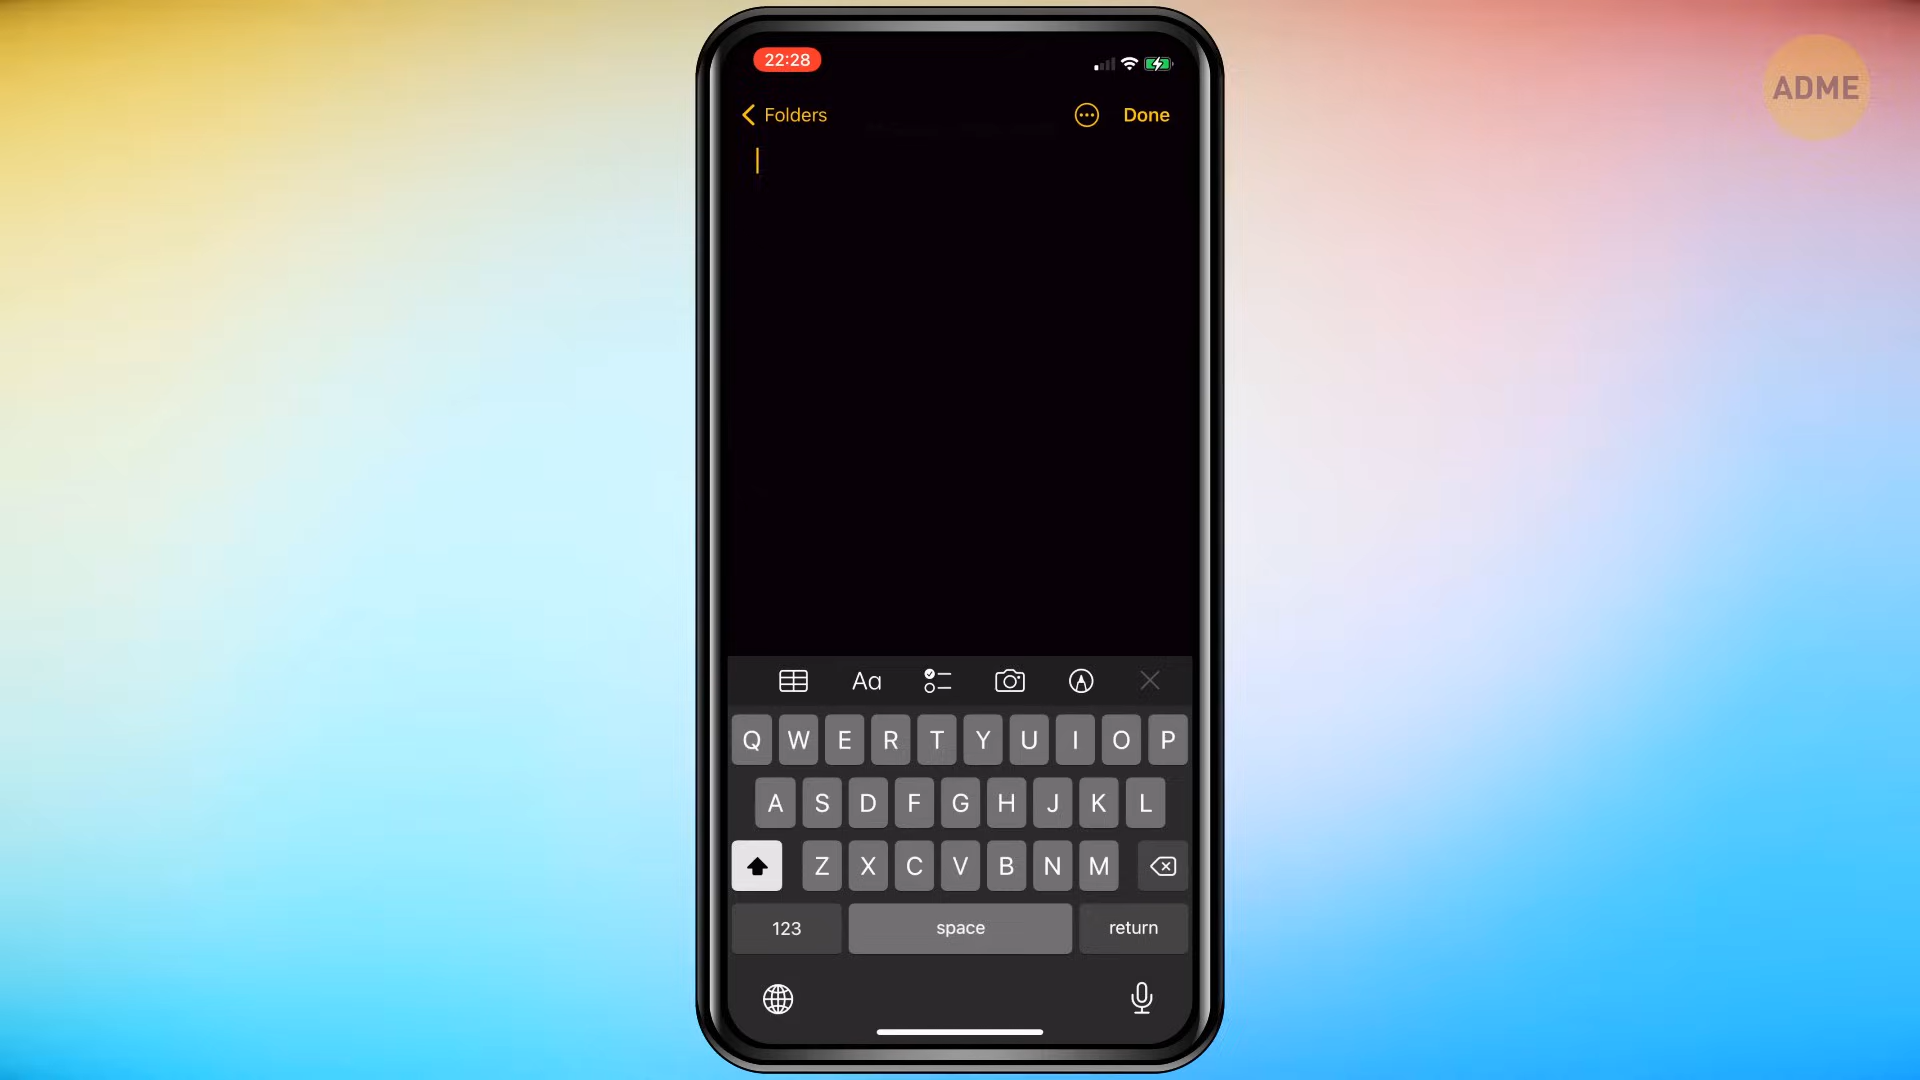 22:28
ADME
Folders
Done
Aa
Q W E R T Y U I O P
A S D F G H J K L
Z X C V B N M
123 space return